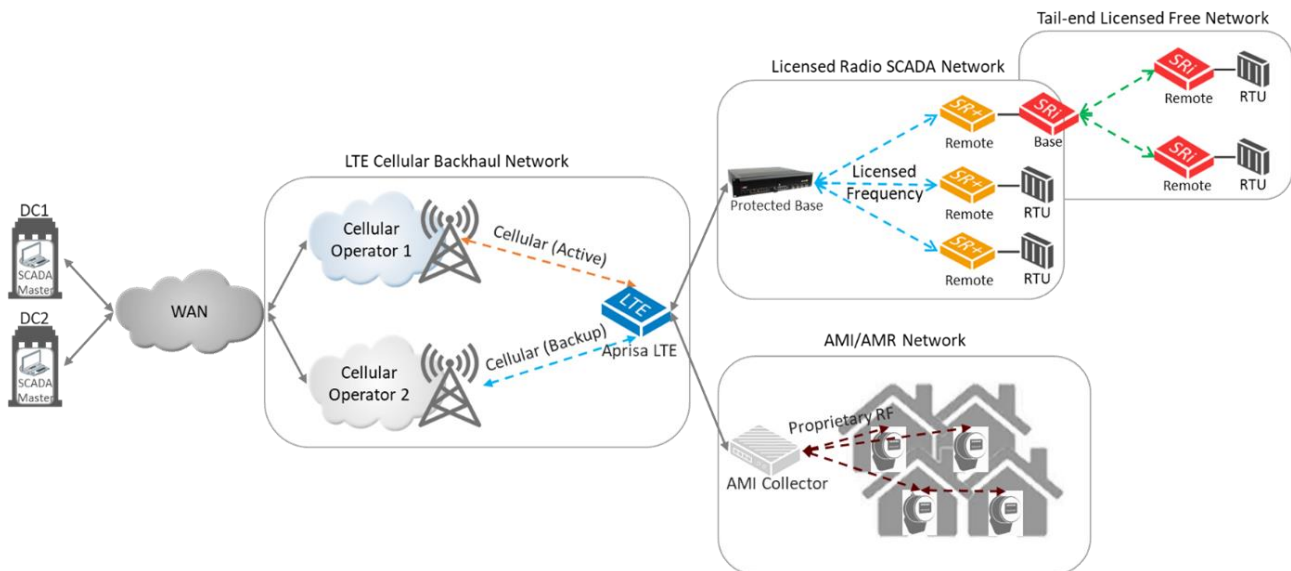 Tail-end Licensed Free Network
Licensed Radio SCADA Network
SRi
Remote
RTU
SR+
Remote
SRi
Base
SRi
Remote
RTU
LTE Cellular Backhaul Network
Protected Base
Licensed
Frequency
SR+
Remote
RTU
SR+
Remote
RTU
DC1
SCADA
Master
DC2
SCADA
Master
WAN
Cellular
Operator 1
Cellular (Active)
LTE
Aprisa LTE
Cellular (Backup)
Cellular
Operator 2
AMI/AMR Network
Proprietary RF
AMI Collector